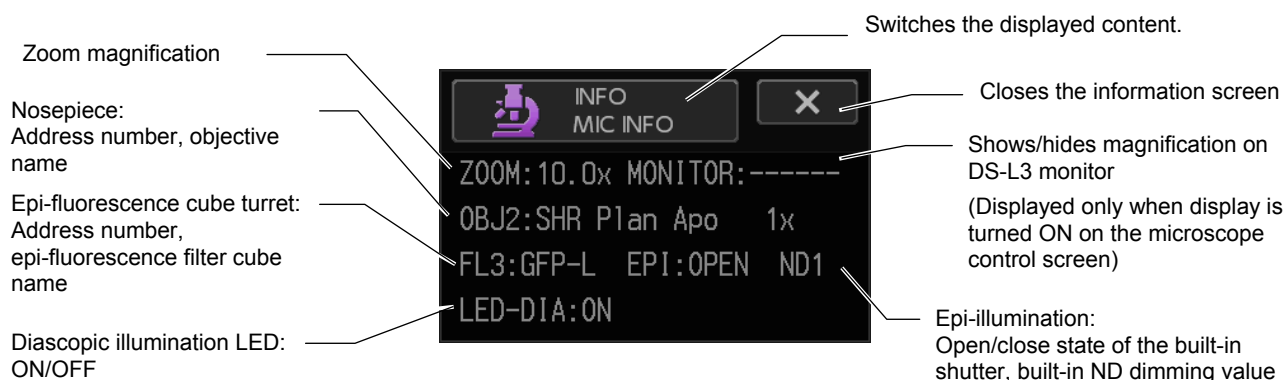 Switches the displayed content.
Zoom magnification
Closes the information screen
Nosepiece:
Address number, objective
name
Shows/hides magnification on
DS-L3 monitor
(Displayed only when display is
turned ON on the microscope
control screen)
Epi-fluorescence cube turret:
Address number,
epi-fluorescence filter cube
name
Epi-illumination:
Open/close state of the built-in
shutter, built-in ND dimming value
Diascopic illumination LED:
ON/OFF
INFO
MIC INFO
ZOOM:10.0x MONITOR:------
OBJ2:SHR Plan Apo 1x
FL3:GFP-L EPI:OPEN ND1
LED-DIA:ON